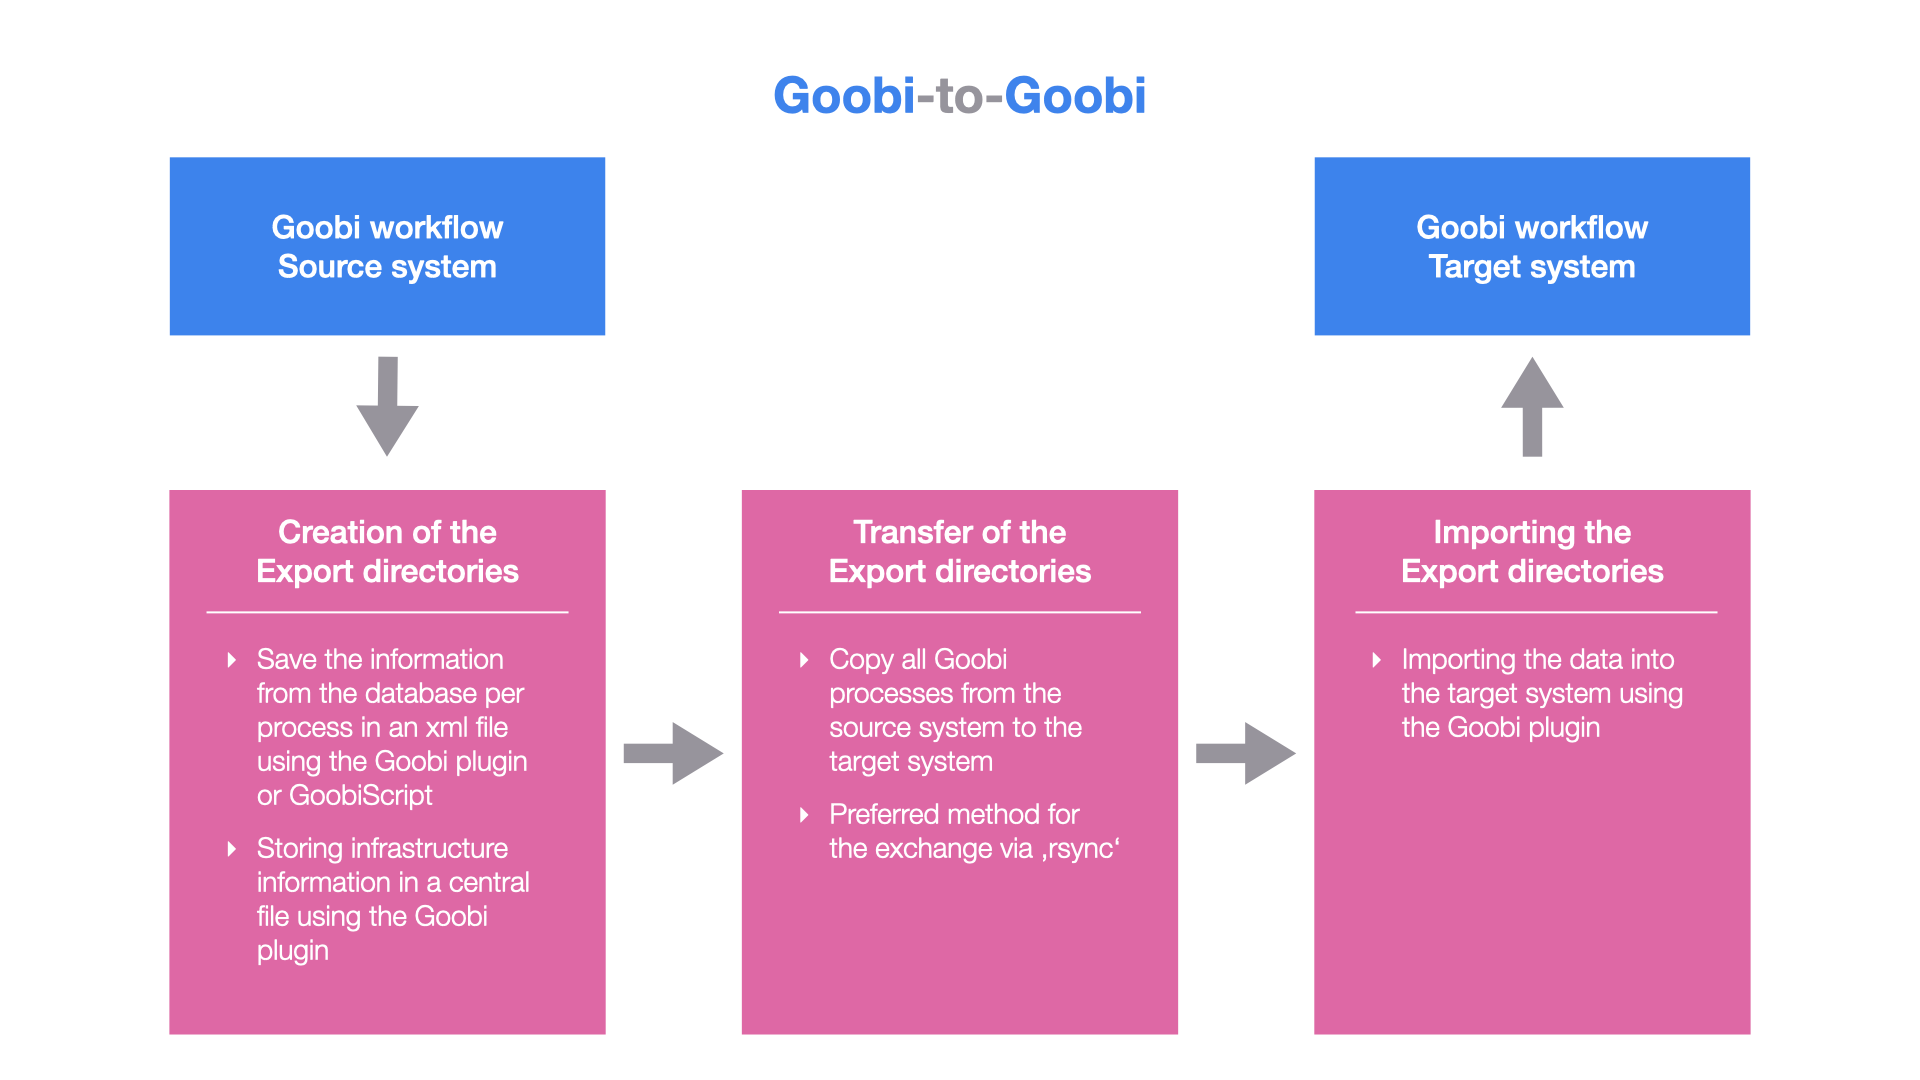 Goobi-to-Goobi
Goobi workflow
Source system
Goobi workflow
Target system
Creation of the
Export directories
Save the information
from the database per
process in an xml file
using the Goobi plugin
or GoobiScript
Storing infrastructure
information in a central
file using the Goobi
plugin
Transfer of the
Export directories
Copy all Goobi
processes from the
source system to the
target system
Preferred method for
the exchange via ‚rsync‘
Importing the
Export directories
Importing the data into
the target system using
the Goobi plugin